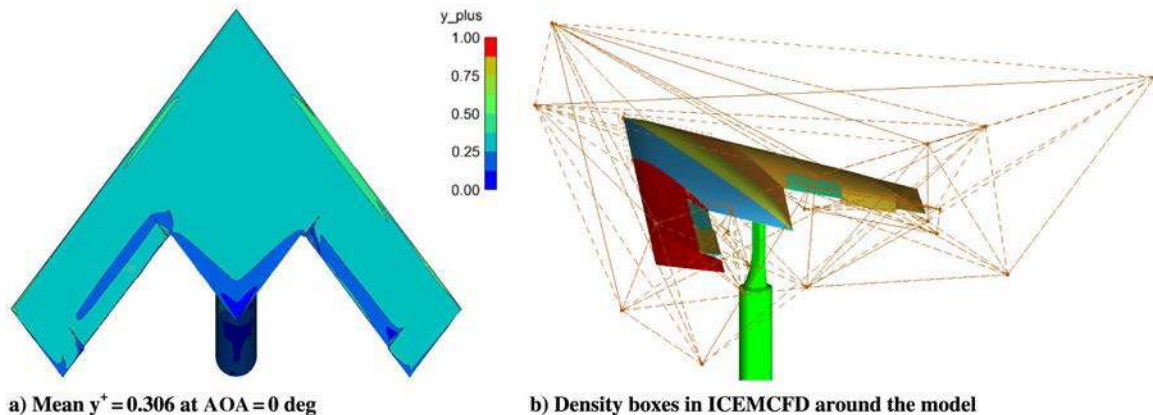 y_plus
1.00
0.75
0.50
0.25
0.00
a) Mean y⁺ = 0.306 at AOA = 0 deg
b) Density boxes in ICEMCFD around the model